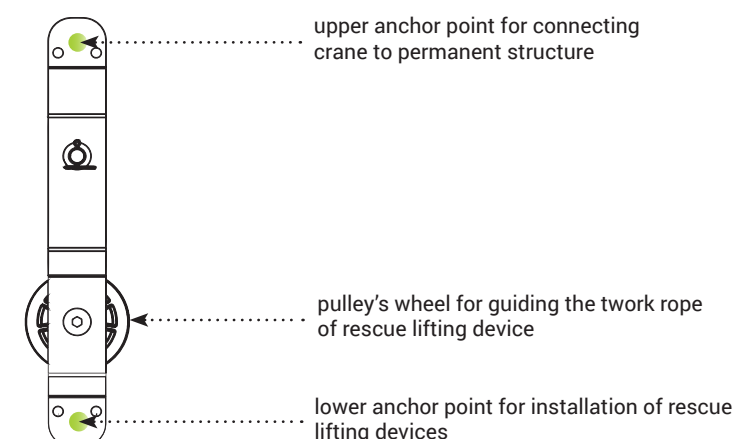 upper anchor point for connecting
crane to permanent structure
pulley's wheel for guiding the twork rope
of rescue lifting device
lower anchor point for installation of rescue
lifting devices